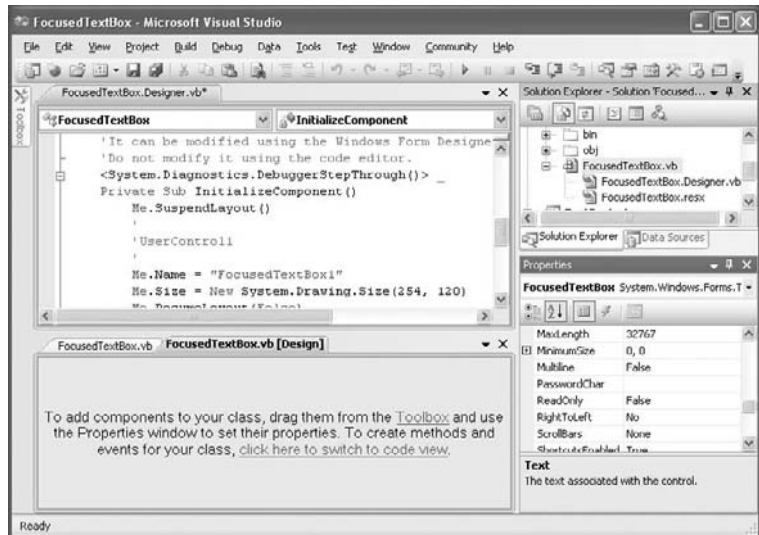 FocusedTextBox - Microsoft Visual Studio
File Edit View Project Build Debug Data Tools Test Window Community Help
Toolbox
FocusedTextBox.Designer.vb*
FocusedTextBox
InitializeComponent
'It can be modified using the Windows Form Designe
'Do not modify it using the code editor.
<System.Diagnostics.DebuggerStepThrough()> _
Private Sub InitializeComponent()
Me.SuspendLayout()
'
'UserControl1
'
Me.Name = "FocusedTextBox1"
Me.Size = New System.Drawing.Size(254, 120)
FocusedTextBox.vb FocusedTextBox.vb [Design]
To add components to your class, drag them from the Toolbox and use
the Properties window to set their properties. To create methods and
events for your class, click here to switch to code view.
Solution Explorer - Solution 'Focused...
bin
obj
FocusedTextBox.vb
FocusedTextBox.Designer.vb
FocusedTextBox.resx
Solution Explorer Data Sources
Properties
FocusedTextBox System.Windows.Forms.T
MaxLength 32767
MinimumSize 0, 0
Multiline False
PasswordChar
ReadOnly False
RightToLeft No
ScrollBars None
ShortcutsEnabled True
Text
The text associated with the control.
Ready